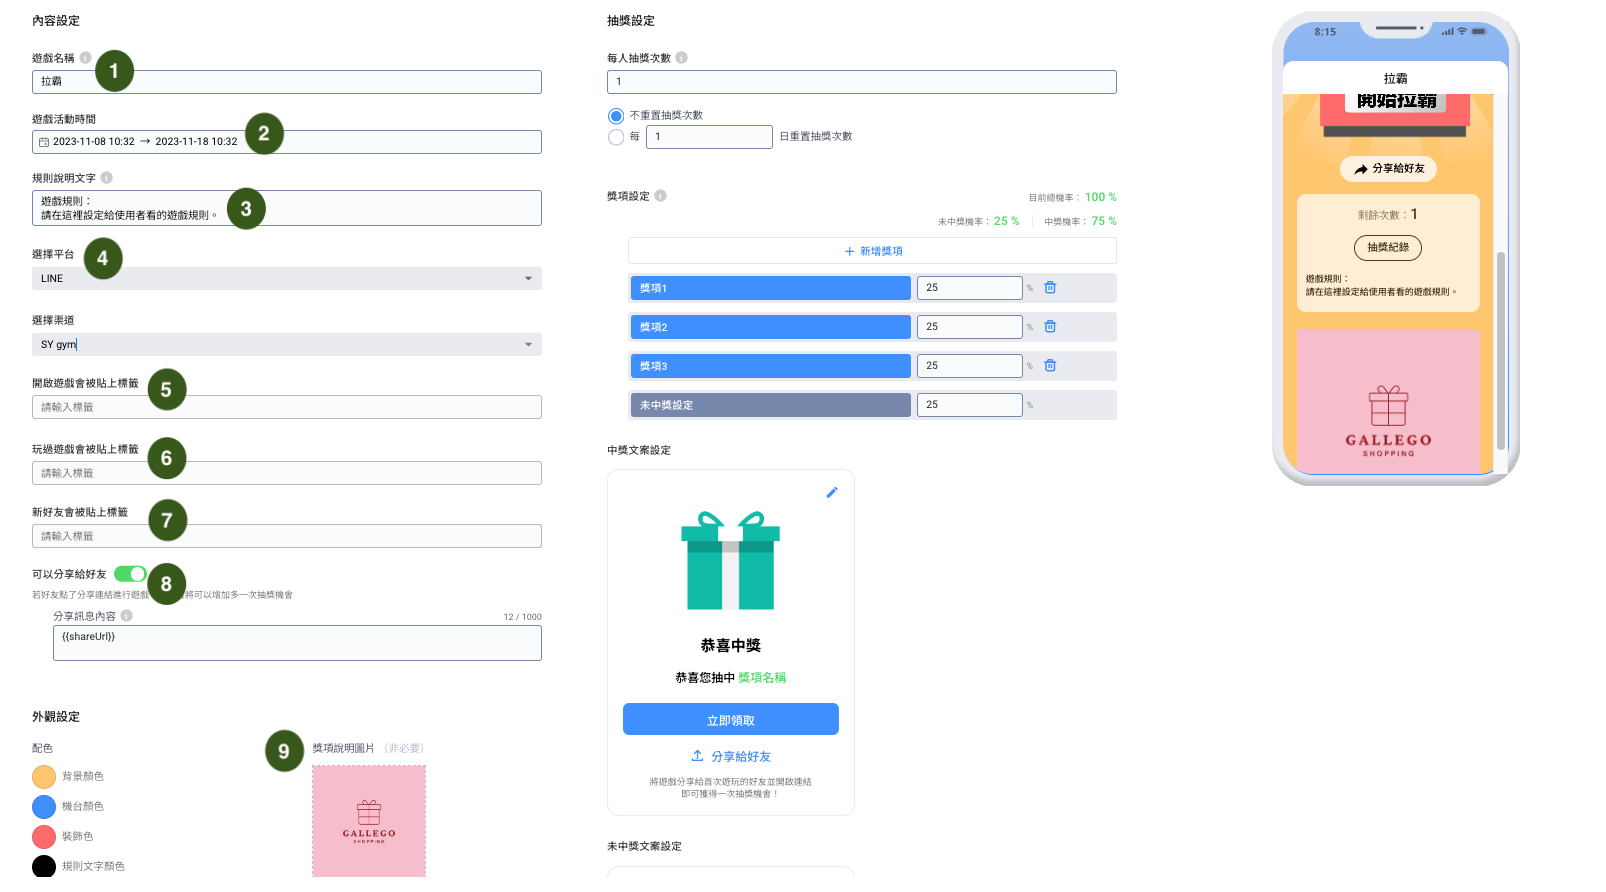 內容設定
遊戲名稱
1
拉霸
遊戲活動時間
2
2023-11-08 10:32 → 2023-11-18 10:32
規則說明文字
3
遊戲規則：
請在這裡設定給使用者看的遊戲規則。
選擇平台
4
LINE
選擇渠道
SY gym
開啟遊戲會被貼上標籤
5
請輸入標籤
玩過遊戲會被貼上標籤
6
請輸入標籤
新好友會被貼上標籤
7
請輸入標籤
可以分享給好友
8
若好友點了分享連結進行遊戲 將可以增加多一次抽獎機會
分享訊息內容
12 / 1000
{{shareUrl}}
外觀設定
配色
背景顏色
機台顏色
裝飾色
規則文字顏色
9
獎項說明圖片 （非必要）
GALLEGO
SHOPPING
抽獎設定
每人抽獎次數
1
不重置抽獎次數
每 1 日重置抽獎次數
獎項設定
目前總機率： 100 %
未中獎機率： 25 % 中獎機率： 75 %
+ 新增獎項
獎項1 25 %
獎項2 25 %
獎項3 25 %
未中獎設定 25 %
中獎文案設定
恭喜中獎
恭喜您抽中 獎項名稱
立即領取
分享給好友
將遊戲分享給首次遊玩的好友並開啟連結
即可獲得一次抽獎機會！
未中獎文案設定
8:15
拉霸
開始拉霸
分享給好友
剩餘次數：1
抽獎紀錄
遊戲規則：
請在這裡設定給使用者看的遊戲規則。
GALLEGO
SHOPPING